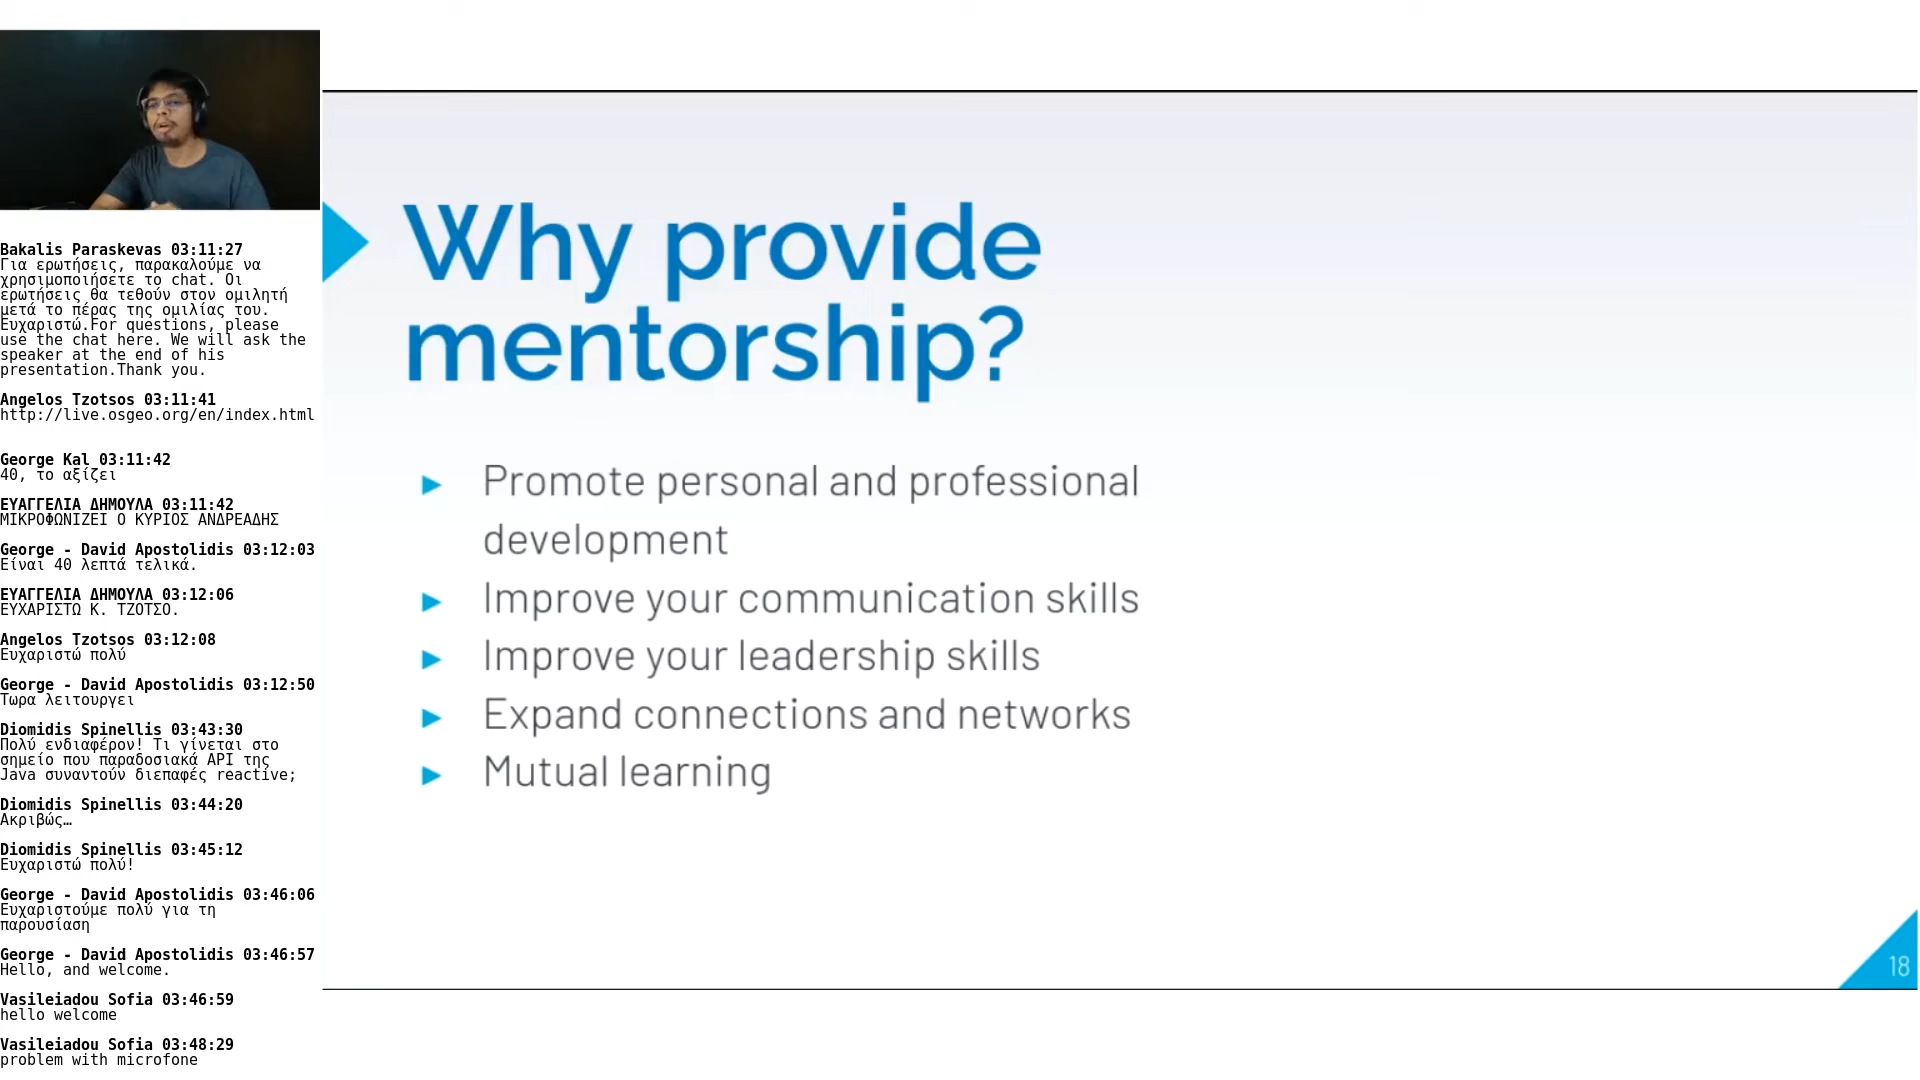 Bakalis Paraskevas 03:11:27
Για ερωτήσεις, παρακαλούμε να
χρησιμοποιήσετε το chat. Οι
ερωτήσεις θα τεθούν στον ομιλητή
μετά το πέρας της ομιλίας του.
Ευχαριστώ.For questions, please
use the chat here. We will ask the
speaker at the end of his
presentation.Thank you.
Angelos Tzotsos 03:11:41
http://live.osgeo.org/en/index.html
George Kal 03:11:42
40, το αξίζει
ΕΥΑΓΓΕΛΙΑ ΔΗΜΟΥΛΑ 03:11:42
ΜΙΚΡΟΦΩΝΙΖΕΙ Ο ΚΥΡΙΟΣ ΑΝΔΡΕΑΔΗΣ
George - David Apostolidis 03:12:03
Είναι 40 λεπτά τελικά.
ΕΥΑΓΓΕΛΙΑ ΔΗΜΟΥΛΑ 03:12:06
ΕΥΧΑΡΙΣΤΩ Κ. ΤΖΟΤΣΟ.
Angelos Tzotsos 03:12:08
Ευχαριστώ πολύ
George - David Apostolidis 03:12:50
Τωρα λειτουργει
Diomidis Spinellis 03:43:30
Πολύ ενδιαφέρον! Τι γίνεται στο
σημείο που παραδοσιακά API της
Java συναντούν διεπαφές reactive;
Diomidis Spinellis 03:44:20
Ακριβώς…
Diomidis Spinellis 03:45:12
Ευχαριστώ πολύ!
George - David Apostolidis 03:46:06
Ευχαριστούμε πολύ για τη
παρουσίαση
George - David Apostolidis 03:46:57
Hello, and welcome.
Vasileiadou Sofia 03:46:59
hello welcome
Vasileiadou Sofia 03:48:29
problem with microfone
Why provide
mentorship?
► Promote personal and professional
development
► Improve your communication skills
► Improve your leadership skills
► Expand connections and networks
► Mutual learning
18